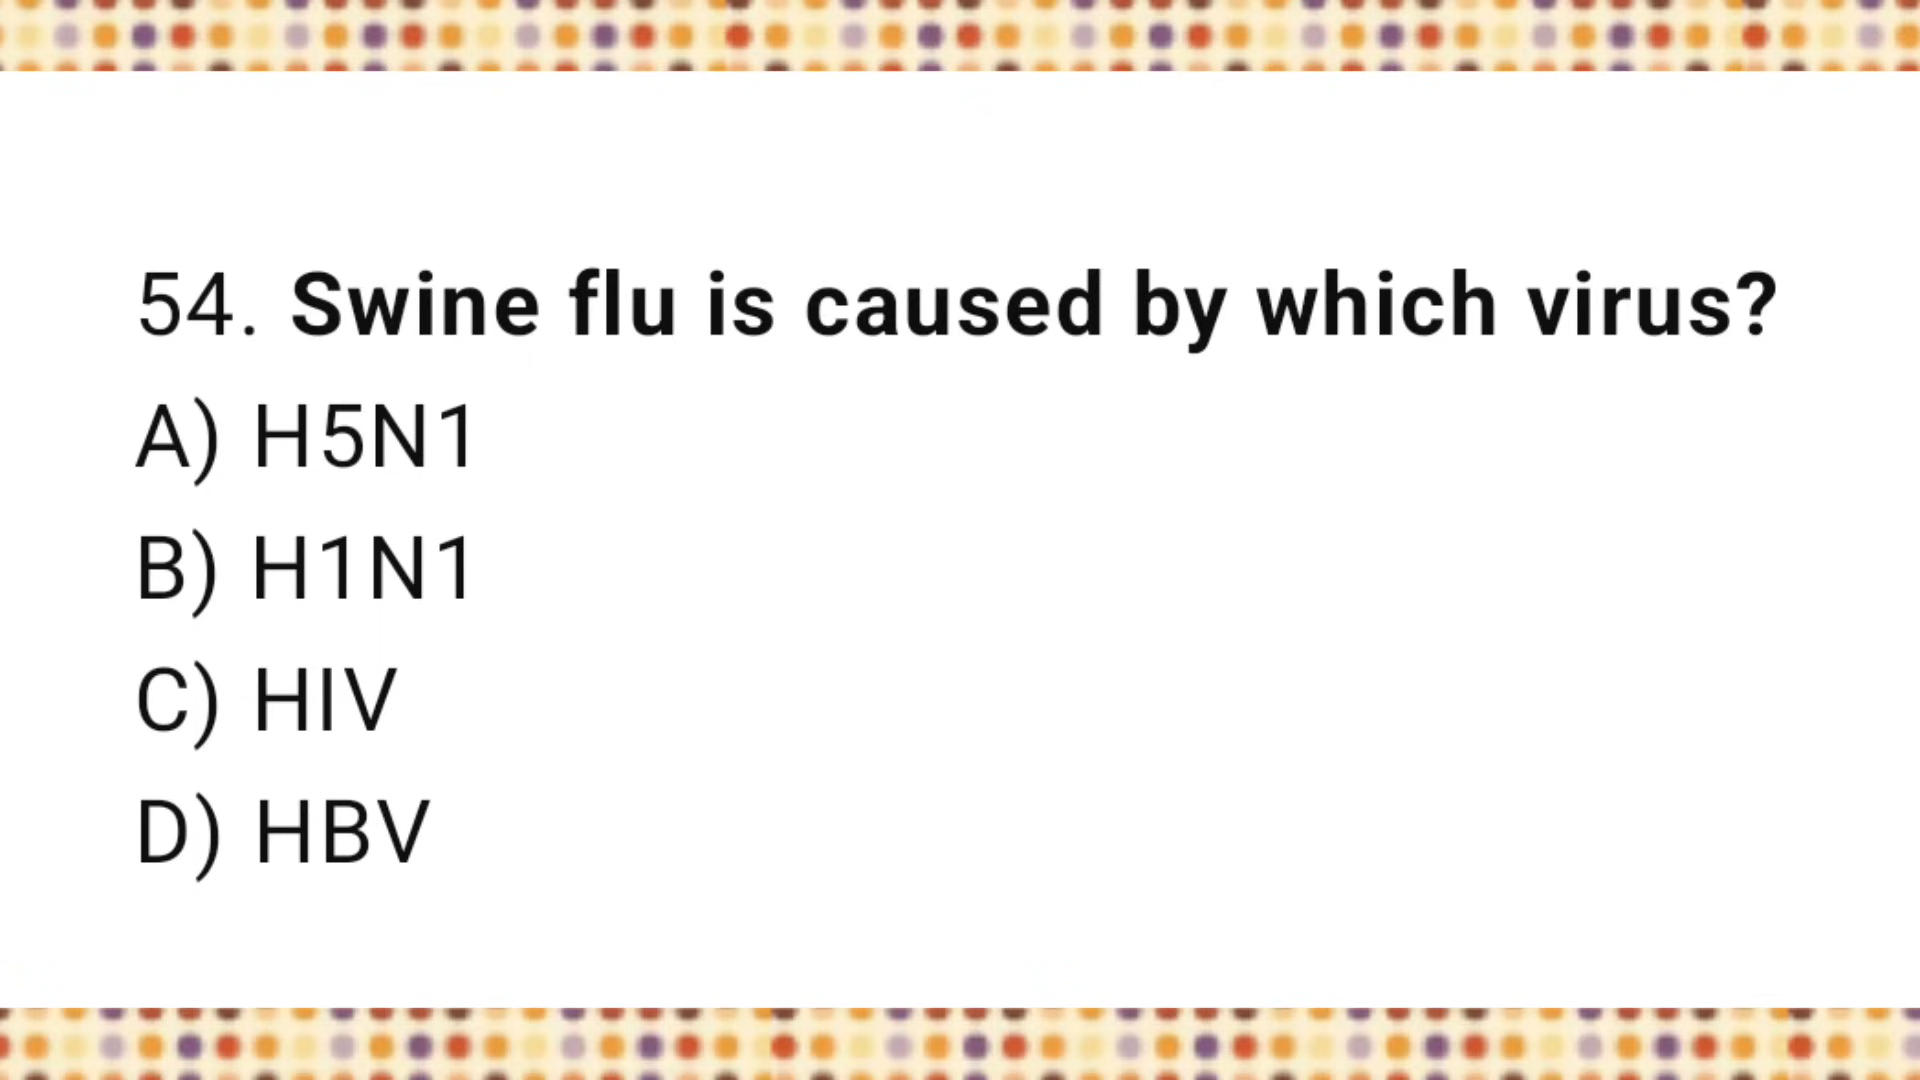 54. Swine flu is caused by which virus?
A) H5N1
B) H1N1
C) HIV
D) HBV